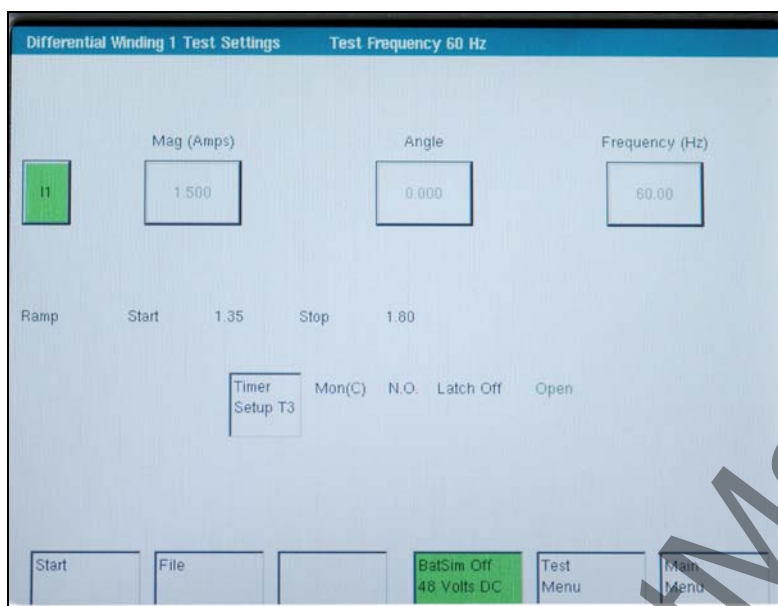 Differential Winding 1 Test Settings Test Frequency 60 Hz
Mag (Amps) Angle Frequency (Hz)
I1 1.500 0.000 60.00
Ramp Start 1.35 Stop 1.80
Timer
Setup T3 Mon(C) N.O. Latch Off Open
Start File BatSim Off Test Main
48 Volts DC Menu Menu